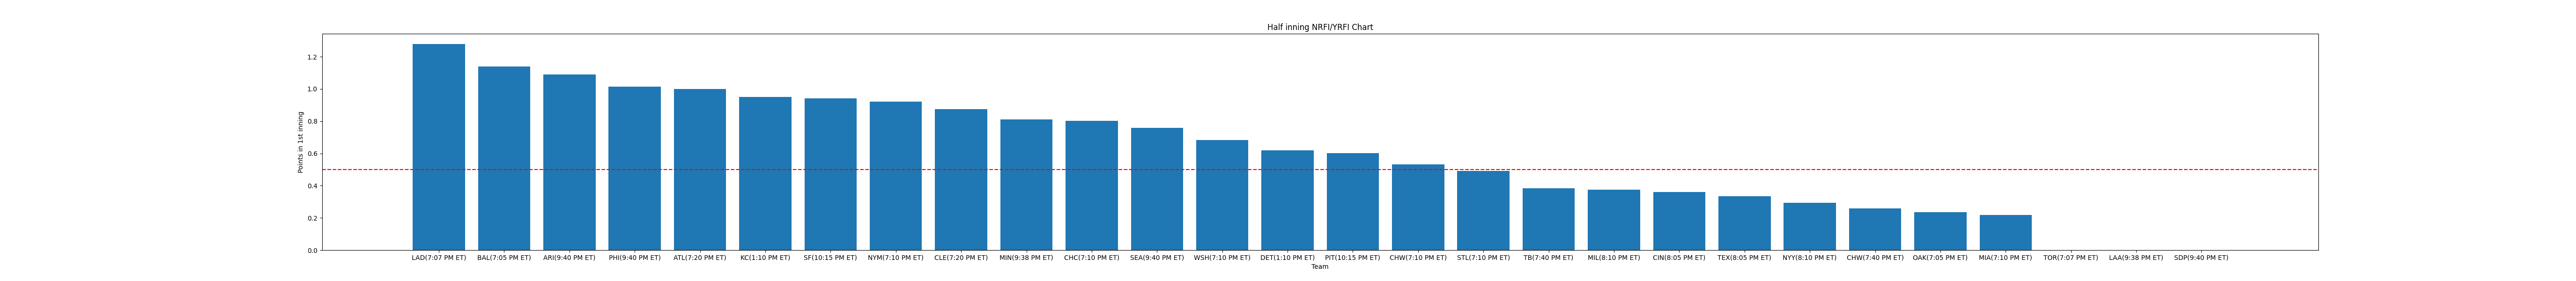 Half inning NRFI/YRFI Chart
Points in 1st inning
1.2
1.0
0.8
0.6
0.4
0.2
0.0
LAD(7:07 PM ET) BAL(7:05 PM ET) ARI(9:40 PM ET) PHI(9:40 PM ET) ATL(7:20 PM ET) KC(1:10 PM ET) SF(10:15 PM ET) NYM(7:10 PM ET) CLE(7:20 PM ET) MIN(9:38 PM ET) CHC(7:10 PM ET) SEA(9:40 PM ET) WSH(7:10 PM ET) DET(1:10 PM ET) PIT(10:15 PM ET) CHW(7:10 PM ET) STL(7:10 PM ET) TB(7:40 PM ET) MIL(8:10 PM ET) CIN(8:05 PM ET) TEX(8:05 PM ET) NYY(8:10 PM ET) CHW(7:40 PM ET) OAK(7:05 PM ET) MIA(7:10 PM ET) TOR(7:07 PM ET) LAA(9:38 PM ET) SDP(9:40 PM ET)
Team